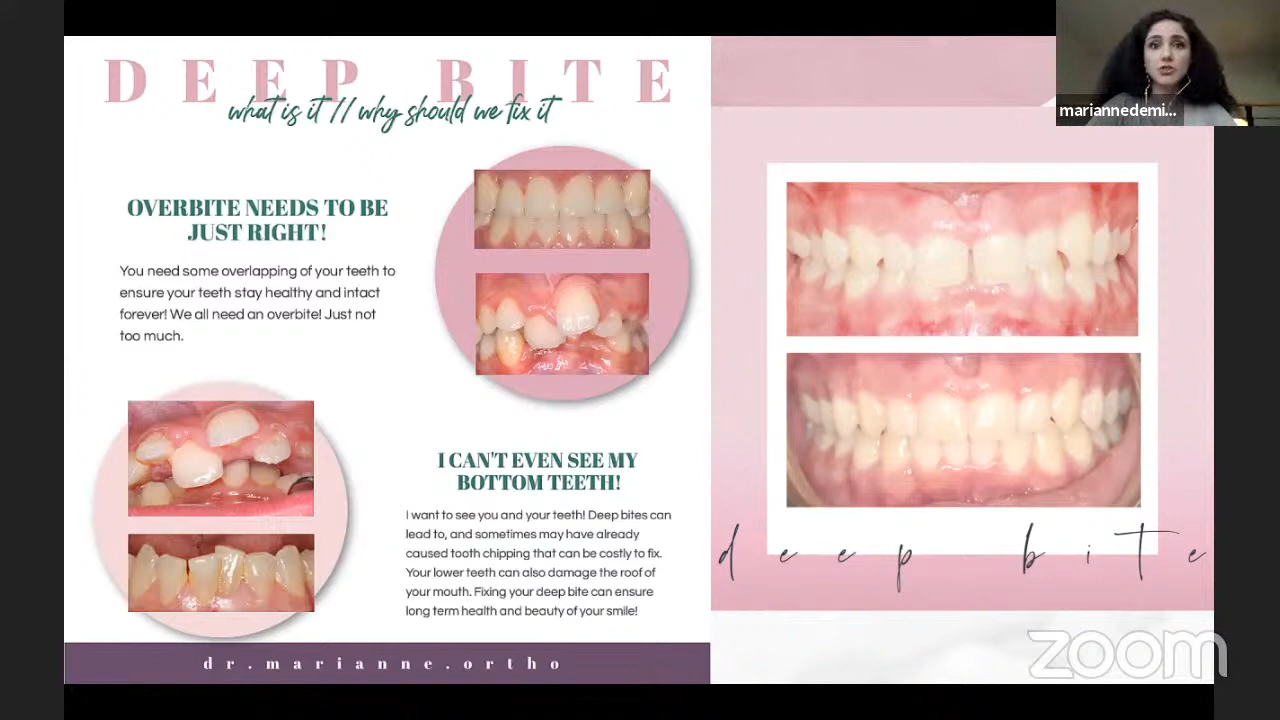 DEEP BITE
what is it // why should we fix it
OVERBITE NEEDS TO BE
JUST RIGHT!
You need some overlapping of your teeth to
ensure your teeth stay healthy and intact
forever! We all need an overbite! Just not
too much.
I CAN'T EVEN SEE MY
BOTTOM TEETH!
I want to see you and your teeth! Deep bites can
lead to, and sometimes may have already
caused tooth chipping that can be costly to fix.
Your lower teeth can also damage the roof of
your mouth. Fixing your deep bite can ensure
long term health and beauty of your smile!
dr.marianne.ortho
mariannedemi...
deep bite
zoom